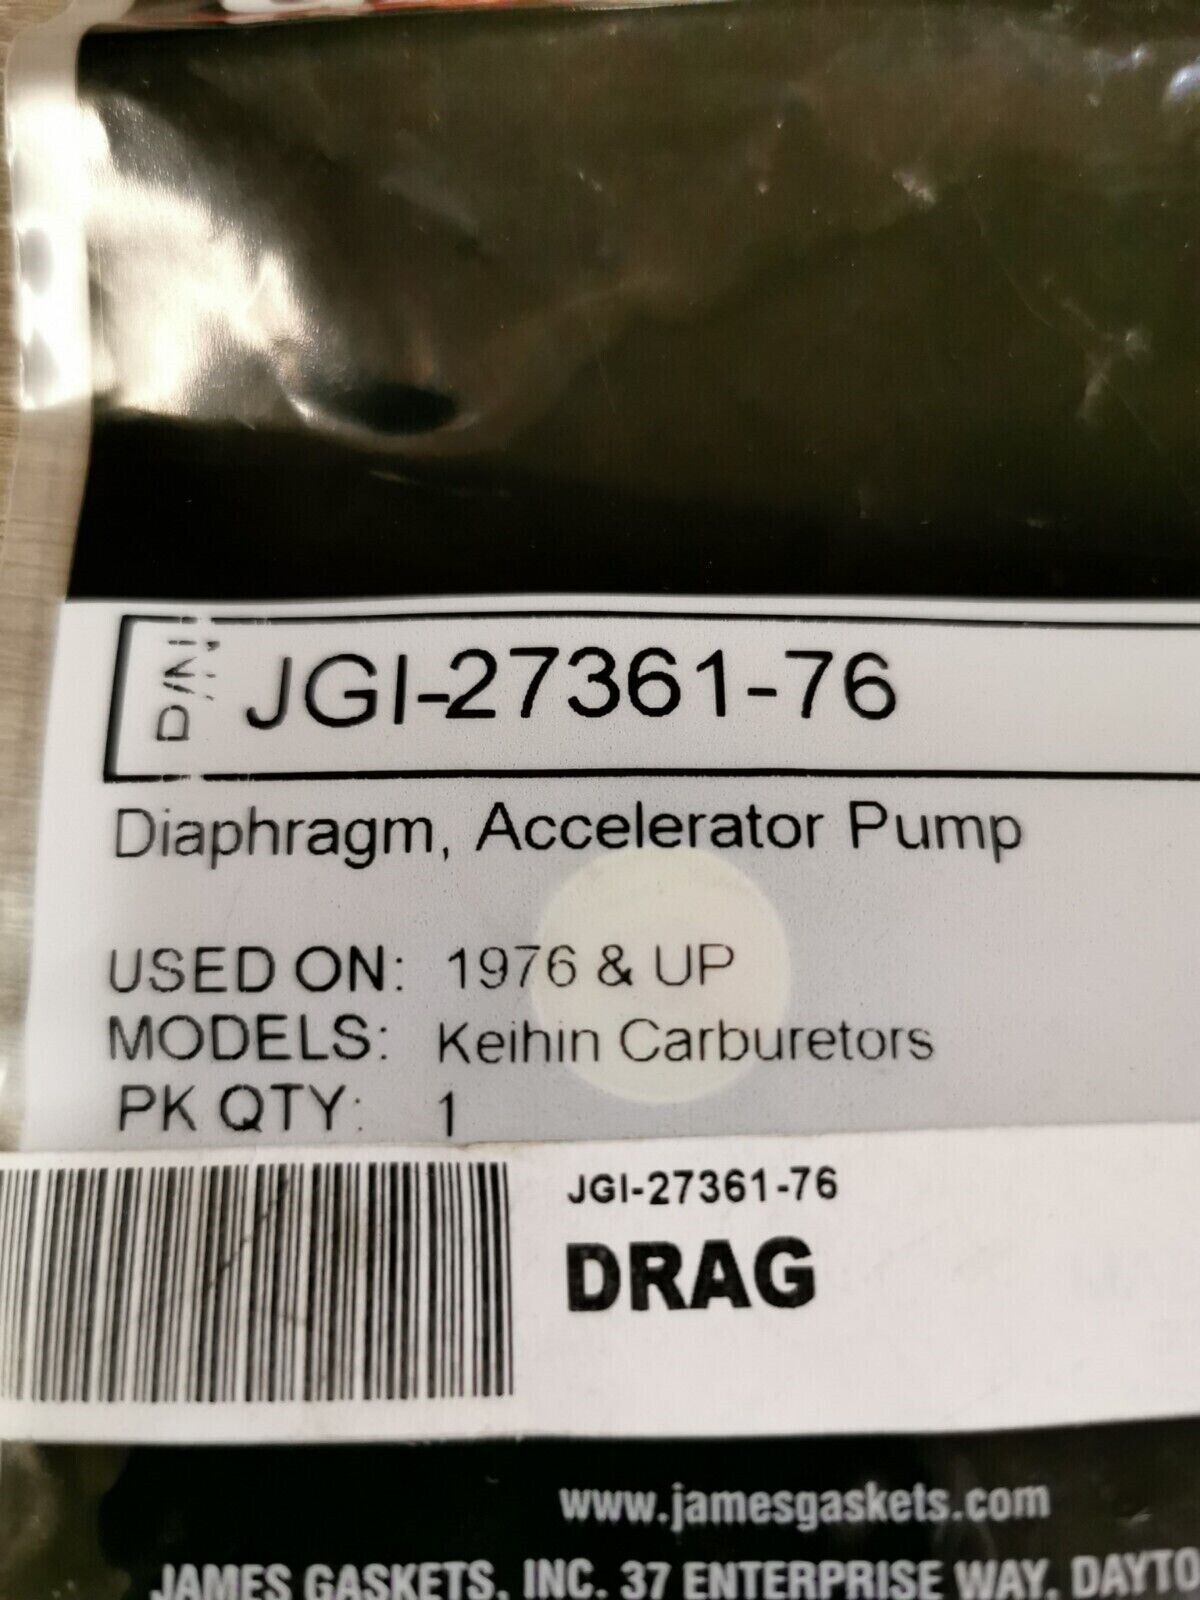 P/N
JGI-27361-76
Diaphragm, Accelerator Pump
USED ON: 1976 & UP
MODELS: Keihin Carburetors
PK QTY: 1
JGI-27361-76
DRAG
www.jamesgaskets.com
JAMES GASKETS, INC. 37 ENTERPRISE WAY, DAYTO